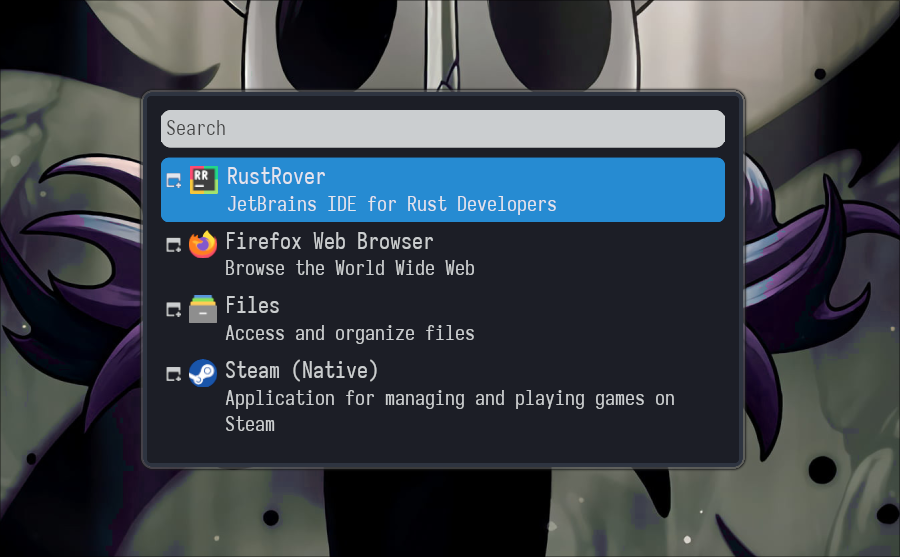 Search
RR
RustRover
JetBrains IDE for Rust Developers
Firefox Web Browser
Browse the World Wide Web
Files
Access and organize files
Steam (Native)
Application for managing and playing games on
Steam